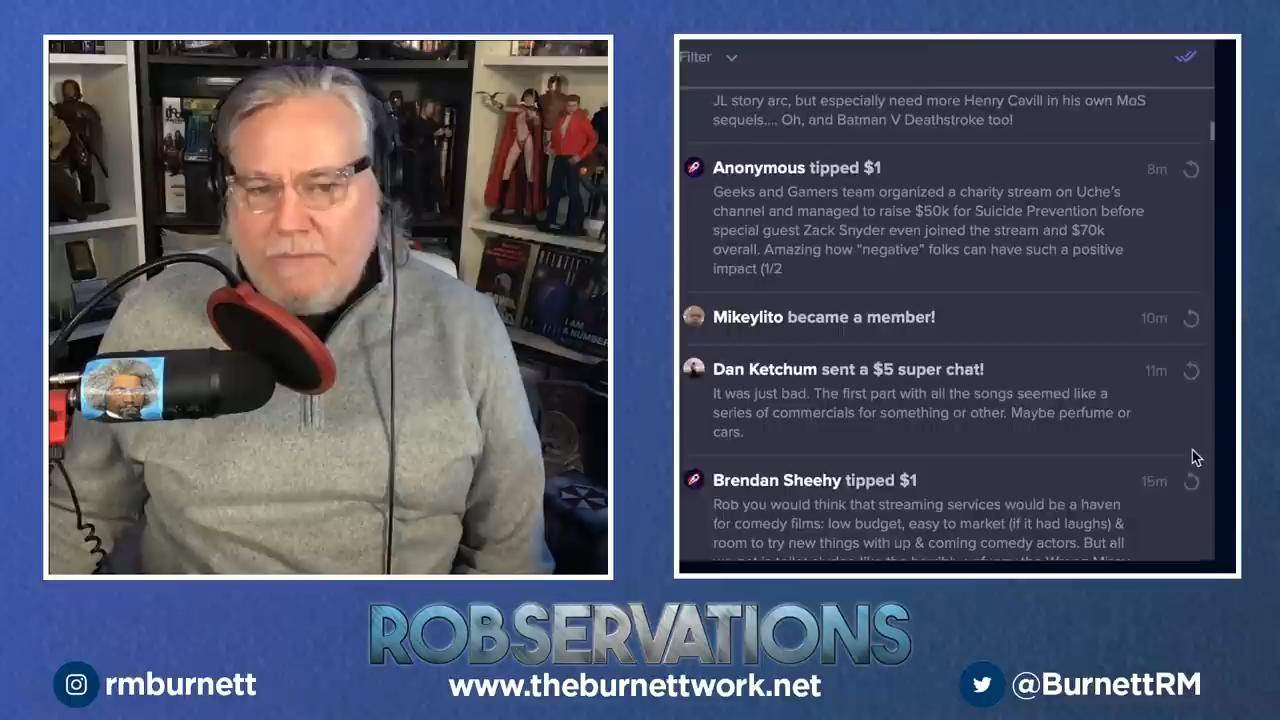 Filter
JL story arc, but especially need more Henry Cavill in his own MoS
sequels.... Oh, and Batman V Deathstroke too!
Anonymous tipped $1
8m
Geeks and Gamers team organized a charity stream on Uche's
channel and managed to raise $50k for Suicide Prevention before
special guest Zack Snyder even joined the stream and $70k
overall. Amazing how "negative" folks can have such a positive
impact (1/2
Mikeylito became a member!
10m
Dan Ketchum sent a $5 super chat!
11m
It was just bad. The first part with all the songs seemed like a
series of commercials for something or other. Maybe perfume or
cars.
Brendan Sheehy tipped $1
15m
Rob you would think that streaming services would be a haven
for comedy films: low budget, easy to market (if it had laughs) &
room to try new things with up & coming comedy actors. But all
I AM
A NUMBER
ROBSERVATIONS
rmburnett
www.theburnettwork.net
@BurnettRM